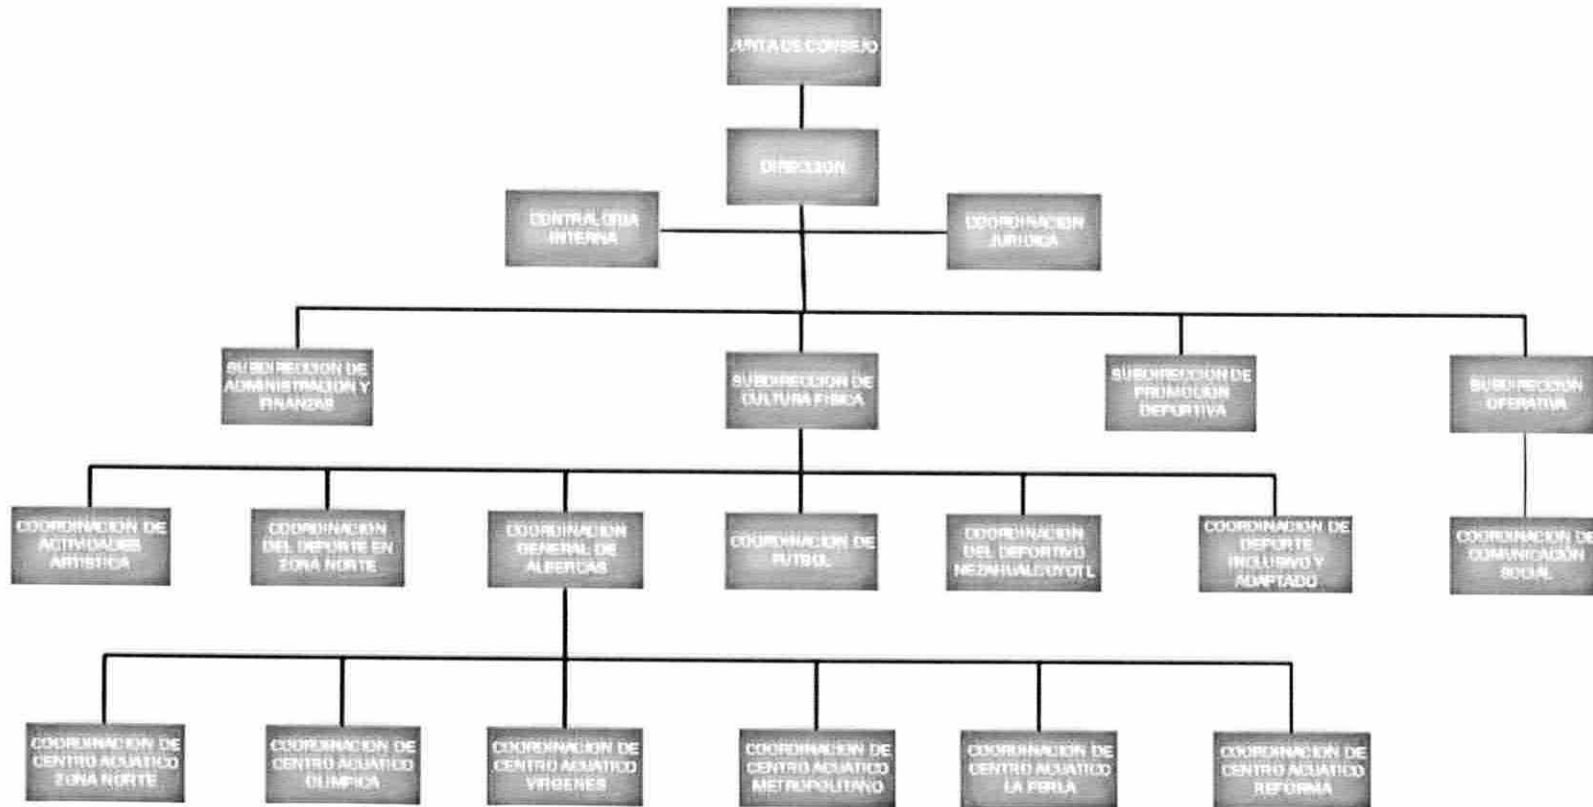 JUNTA DE CONSEJO
DIRECCION
CONTRALORIA
INTERNA
COORDINACION
JURIDICA
SUBDIRECCION DE
ADMINISTRACION Y
FINANZAS
SUBDIRECCION DE
CULTURA FISICA
SUBDIRECCION DE
PROMOCION
DEPORTIVA
SUBDIRECCION
OPERATIVA
COORDINACION DE
ACTIVIDADES
ARTISTICA
COORDINACION
DEL DEPORTE EN
ZONA NORTE
COORDINACION
GENERAL DE
ALBERCAS
COORDINACION DE
FUTBOL
COORDINACION
DEL DEPORTIVO
NEZAHUALCOYOTL
COORDINACION DE
DEPORTE
INCLUSIVO Y
ADAPTADO
COORDINACION DE
COMUNICACIÓN
SOCIAL
COORDINACION DE
CENTRO ACUATICO
ZONA NORTE
COORDINACION DE
CENTRO ACUATICO
OLIMPICA
COORDINACION DE
CENTRO ACUATICO
VIRGENES
COORDINACION DE
CENTRO ACUATICO
METROPOLITANO
COORDINACION DE
CENTRO ACUATICO
LA PERLA
COORDINACION DE
CENTRO ACUATICO
REFORMA